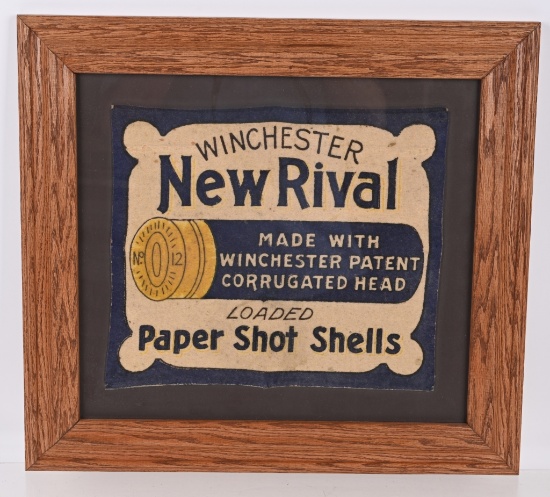 WINCHESTER
New Rival
MADE WITH
WINCHESTER PATENT
CORRUGATED HEAD
No 12
LOADED
Paper Shot Shells